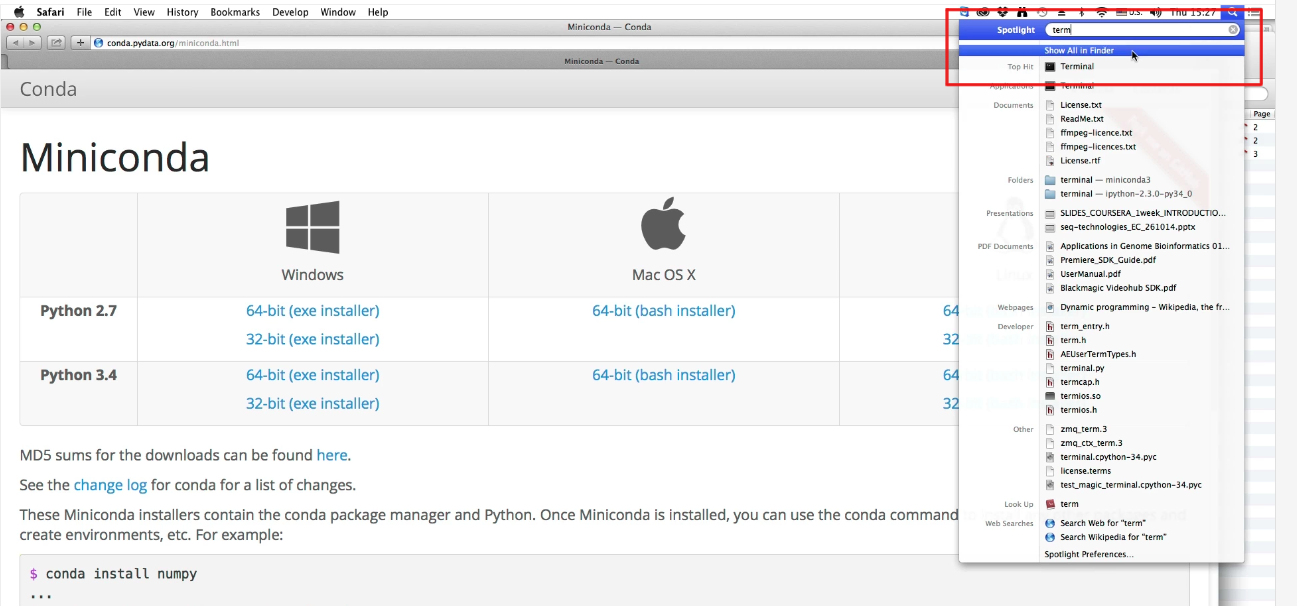 Safari File Edit View History Bookmarks Develop Window Help
U.S. Thu 15:27
Miniconda — Conda
conda.pydata.org/miniconda.html
Miniconda — Conda
Conda
Miniconda
Windows Mac OS X
Python 2.7 64-bit (exe installer) 64-bit (bash installer) 64
32-bit (exe installer) 32
Python 3.4 64-bit (exe installer) 64-bit (bash installer) 64
32-bit (exe installer) 32
MD5 sums for the downloads can be found here.
See the change log for conda for a list of changes.
These Miniconda installers contain the conda package manager and Python. Once Miniconda is installed, you can use the conda command
create environments, etc. For example:
$ conda install numpy
...
Spotlight term
Show All in Finder
Top Hit Terminal
Applications Terminal
Documents License.txt
ReadMe.txt
ffmpeg-licence.txt
ffmpeg-licences.txt
License.rtf
Folders terminal — miniconda3
terminal — ipython-2.3.0-py34_0
Presentations SLIDES_COURSERA_1week_INTRODUCTIO...
seq-technologies_EC_261014.pptx
PDF Documents Applications in Genome Bioinformatics 01...
Premiere_SDK_Guide.pdf
UserManual.pdf
Blackmagic Videohub SDK.pdf
Webpages Dynamic programming – Wikipedia, the fr...
Developer term_entry.h
term.h
AEUserTermTypes.h
terminal.py
termcap.h
termios.so
termios.h
Other zmq_term.3
zmq_ctx_term.3
terminal.cpython-34.pyc
license.terms
test_magic_terminal.cpython-34.pyc
Look Up term
Web Searches Search Web for "term"
Search Wikipedia for "term"
Spotlight Preferences...
Page
2
2
3